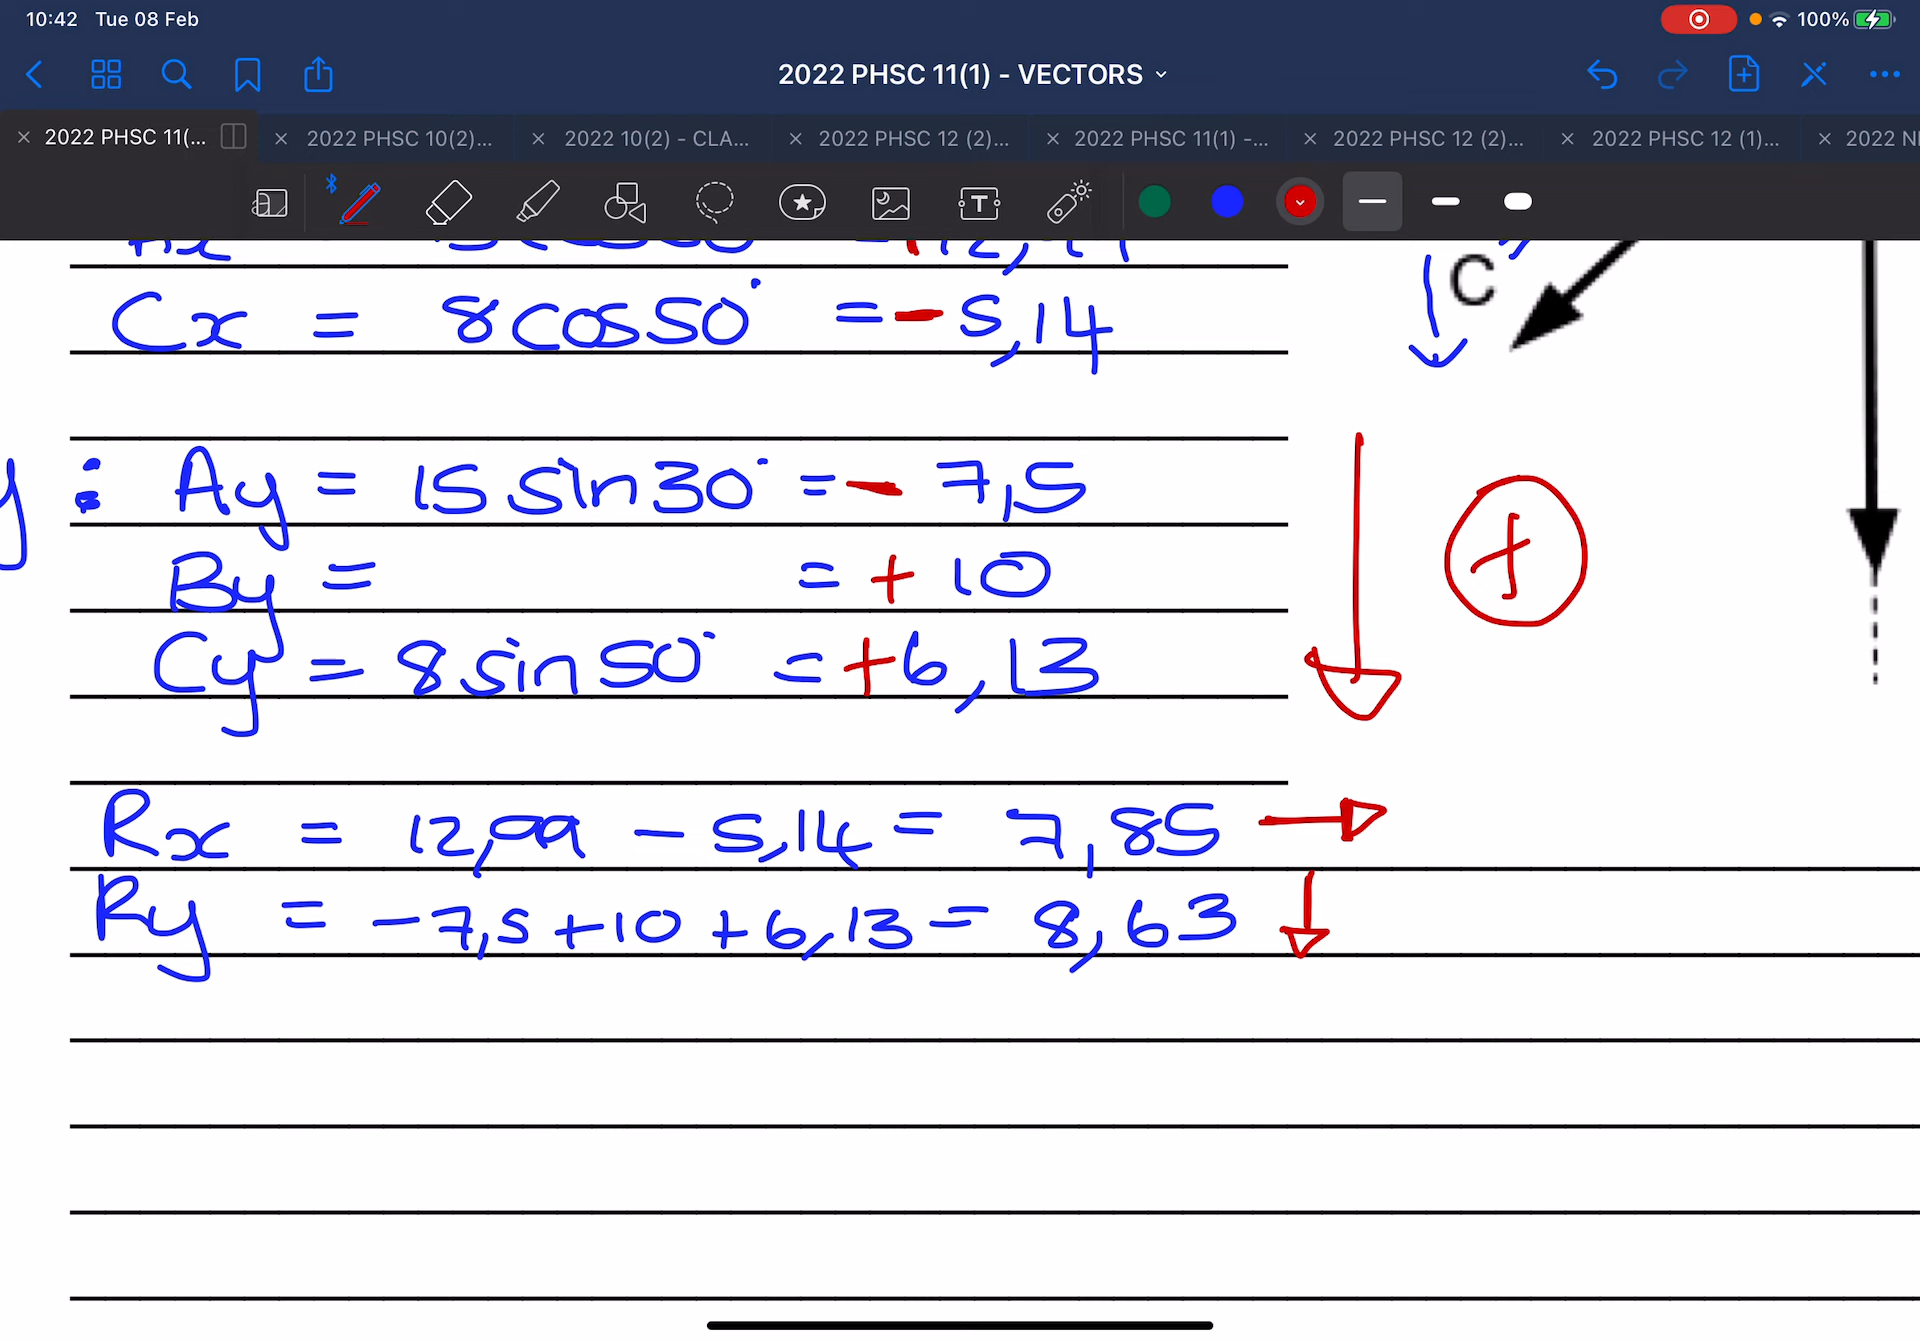 10:42 Tue 08 Feb 100%
2022 PHSC 11(1) - VECTORS
2022 PHSC 11(... 2022 PHSC 10(2)... 2022 10(2) - CLA... 2022 PHSC 12 (2)... 2022 PHSC 11(1) -... 2022 PHSC 12 (2)... 2022 PHSC 12 (1)... 2022 N
T
C
Cx = 8cos50° = -5,14
y : Ay = 15 sin30° = - 7,5
+
By = = + 10
Cy = 8sin50° = +6,13
Rx = 12,99 - 5,14 = 7,85 →
Ry = -7,5+10+6,13 = 8,63 ↓